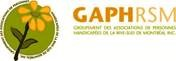 GAPHRSM
GROUPEMENT DES ASSOCIATIONS DE PERSONNES
HANDICAPÉES DE LA RIVE-SUD DE MONTRÉAL INC.